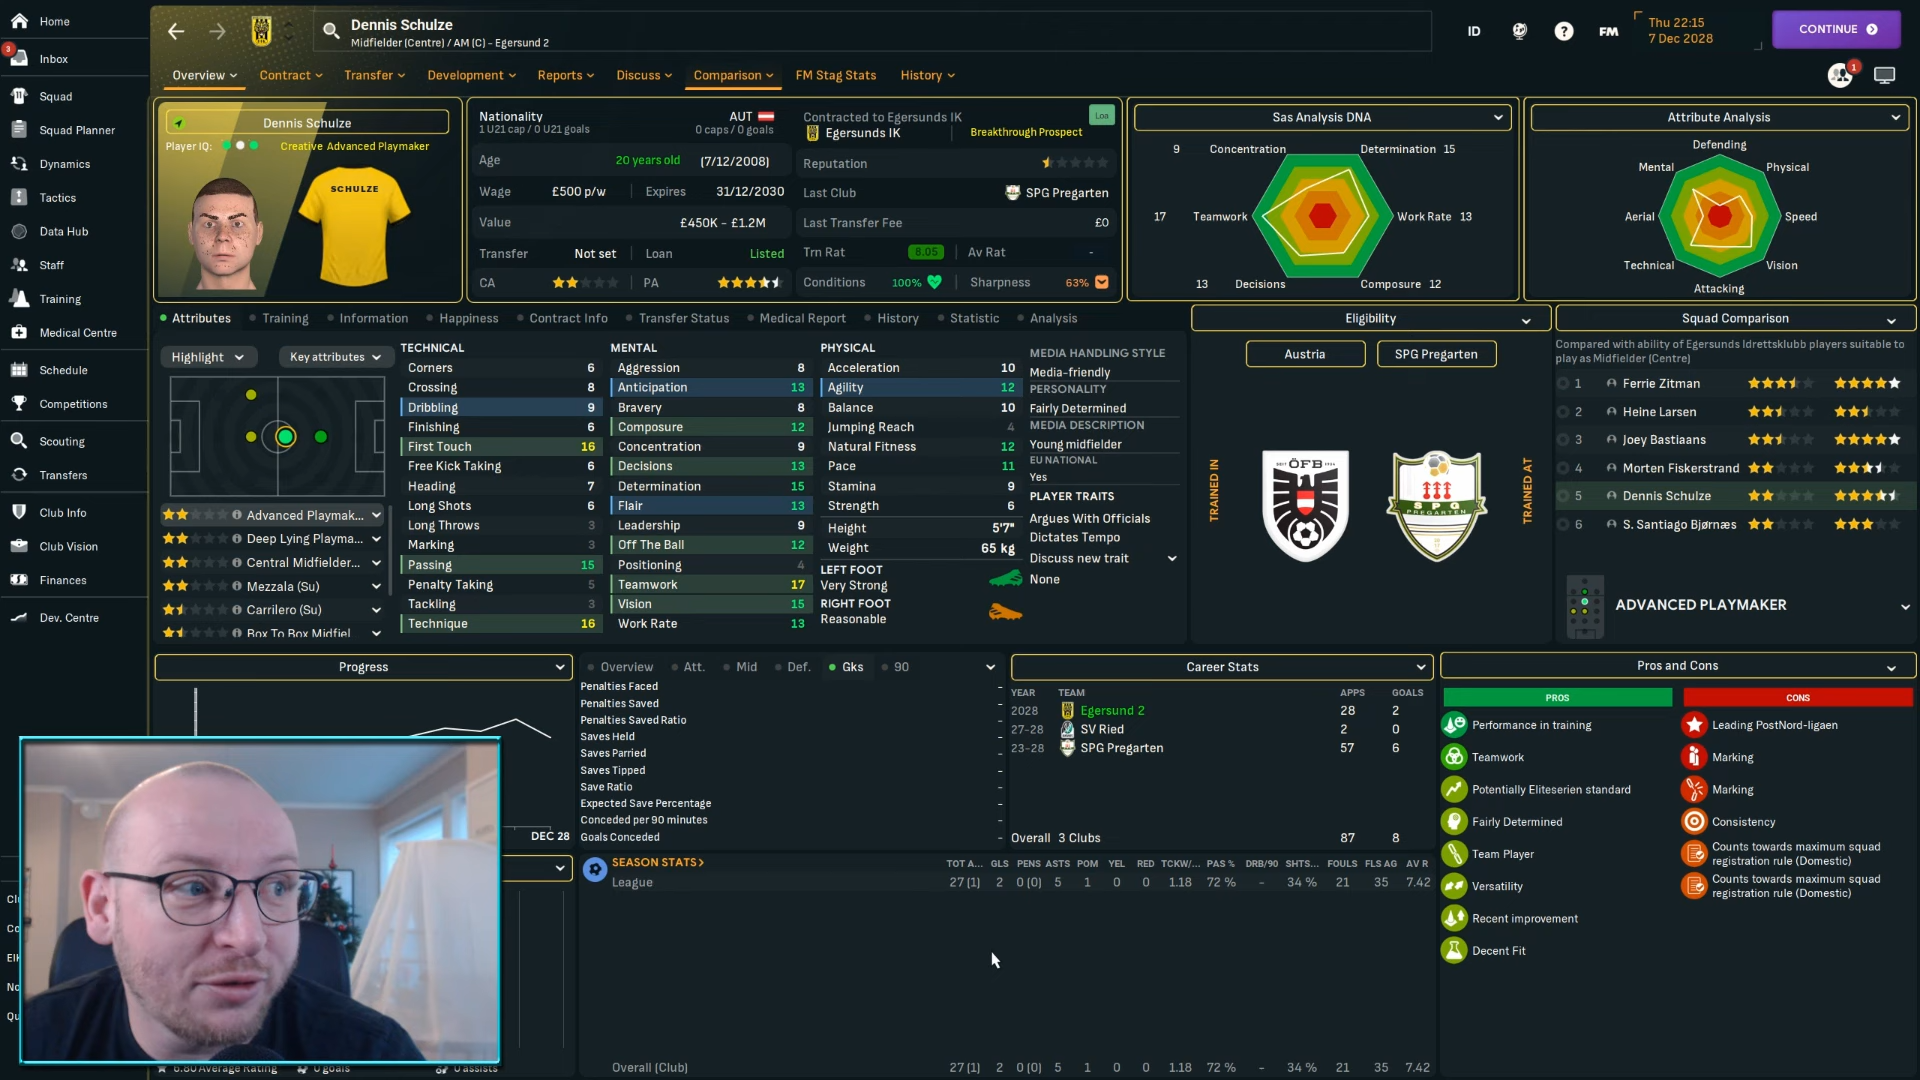 Home
Inbox
3
Squad
Squad Planner
Dynamics
Tactics
Data Hub
Staff
Training
Medical Centre
Schedule
Competitions
Scouting
Transfers
Club Info
Club Vision
Finances
Dev. Centre
Dennis Schulze
Midfielder (Centre) / AM (C) - Egersund 2
ID
FM
Thu 22:15
7 Dec 2028
CONTINUE
Overview
Contract
Transfer
Development
Reports
Discuss
Comparison
FM Stag Stats
History
1
Dennis Schulze
Player IQ:
Creative Advanced Playmaker
SCHULZE
Nationality AUT
1 U21 cap / 0 U21 goals 0 caps / 0 goals
Age 20 years old (7/12/2008)
Wage £500 p/w Expires 31/12/2030
Value £450K - £1.2M
Transfer Not set Loan Listed
CA PA
Contracted to Egersunds IK Loa
Egersunds IK Breakthrough Prospect
Reputation
Last Club SPG Pregarten
Last Transfer Fee £0
Trn Rat 8.05 Av Rat -
Conditions 100% Sharpness 63%
Sas Analysis DNA
9 Concentration Determination 15
17 Teamwork Work Rate 13
13 Decisions Composure 12
Attribute Analysis
Defending
Mental Physical
Aerial Speed
Technical Vision
Attacking
Attributes
Training
Information
Happiness
Contract Info
Transfer Status
Medical Report
History
Statistic
Analysis
Highlight
Key attributes
Advanced Playmak...
Deep Lying Playma...
Central Midfielder...
Mezzala (Su)
Carrilero (Su)
Box To Box Midfiel
TECHNICAL
Corners 6
Crossing 8
Dribbling 9
Finishing 6
First Touch 16
Free Kick Taking 6
Heading 7
Long Shots 6
Long Throws 3
Marking 3
Passing 15
Penalty Taking 5
Tackling 3
Technique 16
MENTAL
Aggression 8
Anticipation 13
Bravery 8
Composure 12
Concentration 9
Decisions 13
Determination 15
Flair 13
Leadership 9
Off The Ball 12
Positioning 4
Teamwork 17
Vision 15
Work Rate 13
PHYSICAL
Acceleration 10
Agility 12
Balance 10
Jumping Reach 4
Natural Fitness 12
Pace 11
Stamina 9
Strength 6
Height 5'7"
Weight 65 kg
LEFT FOOT
Very Strong
RIGHT FOOT
Reasonable
MEDIA HANDLING STYLE
Media-friendly
PERSONALITY
Fairly Determined
MEDIA DESCRIPTION
Young midfielder
EU NATIONAL
Yes
PLAYER TRAITS
Argues With Officials
Dictates Tempo
Discuss new trait
None
Eligibility
Austria
SPG Pregarten
TRAINED IN
ÖFB
TRAINED AT
SPG
PREGARTEN
Squad Comparison
Compared with ability of Egersunds Idrettsklubb players suitable to
play as Midfielder (Centre)
1 Ferrie Zitman
2 Heine Larsen
3 Joey Bastiaans
4 Morten Fiskerstrand
5 Dennis Schulze
6 S. Santiago Bjørnæs
ADVANCED PLAYMAKER
Progress
DEC 28
Overview
Att.
Mid
Def.
Gks
90
Penalties Faced -
Penalties Saved -
Penalties Saved Ratio -
Saves Held -
Saves Parried -
Saves Tipped -
Save Ratio -
Expected Save Percentage -
Conceded per 90 minutes -
Goals Conceded -
Career Stats
YEAR TEAM APPS GOALS
2028 Egersund 2 28 2
27-28 SV Ried 2 0
23-28 SPG Pregarten 57 6
Overall 3 Clubs 87 8
SEASON STATS>
TOT A... GLS PENS ASTS POM YEL RED TCKW/... PAS % DRB/90 SHTS... FOULS FLS AG AV R
League 27 (1) 2 0 (0) 5 1 0 0 1.18 72 % - 34 % 21 35 7.42
Overall (Club) 27 (1) 2 0 (0) 5 1 0 0 1.18 72 % - 34 % 21 35 7.42
Pros and Cons
PROS
Performance in training
Teamwork
Potentially Eliteserien standard
Fairly Determined
Team Player
Versatility
Recent improvement
Decent Fit
CONS
Leading PostNord-ligaen
Marking
Marking
Consistency
Counts towards maximum squad
registration rule (Domestic)
Counts towards maximum squad
registration rule (Domestic)
6.80 Average Rating
0 goals
0 assists